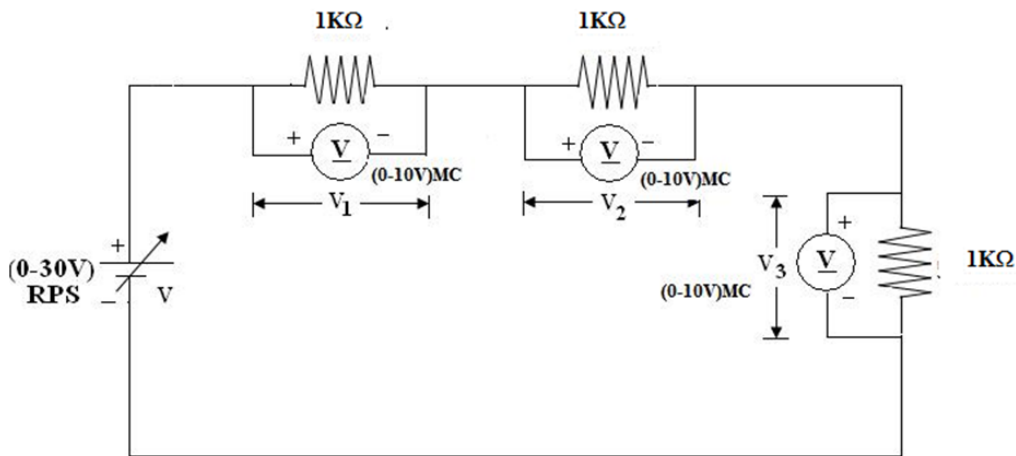 1KΩ
1KΩ
+ V −
(0-10V)MC
V1
+ V −
(0-10V)MC
V2
+
(0-30V)
RPS
− V
+
V
−
V3
(0-10V)MC
1KΩ